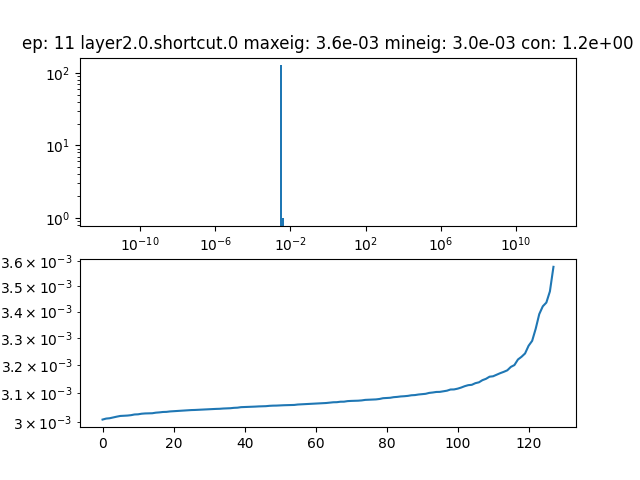 ep: 11 layer2.0.shortcut.0 maxeig: 3.6e-03 mineig: 3.0e-03 con: 1.2e+00
10²
10¹
10⁰
10⁻¹⁰ 10⁻⁶ 10⁻² 10² 10⁶ 10¹⁰
3.6 × 10⁻³
3.5 × 10⁻³
3.4 × 10⁻³
3.3 × 10⁻³
3.2 × 10⁻³
3.1 × 10⁻³
3 × 10⁻³
0 20 40 60 80 100 120